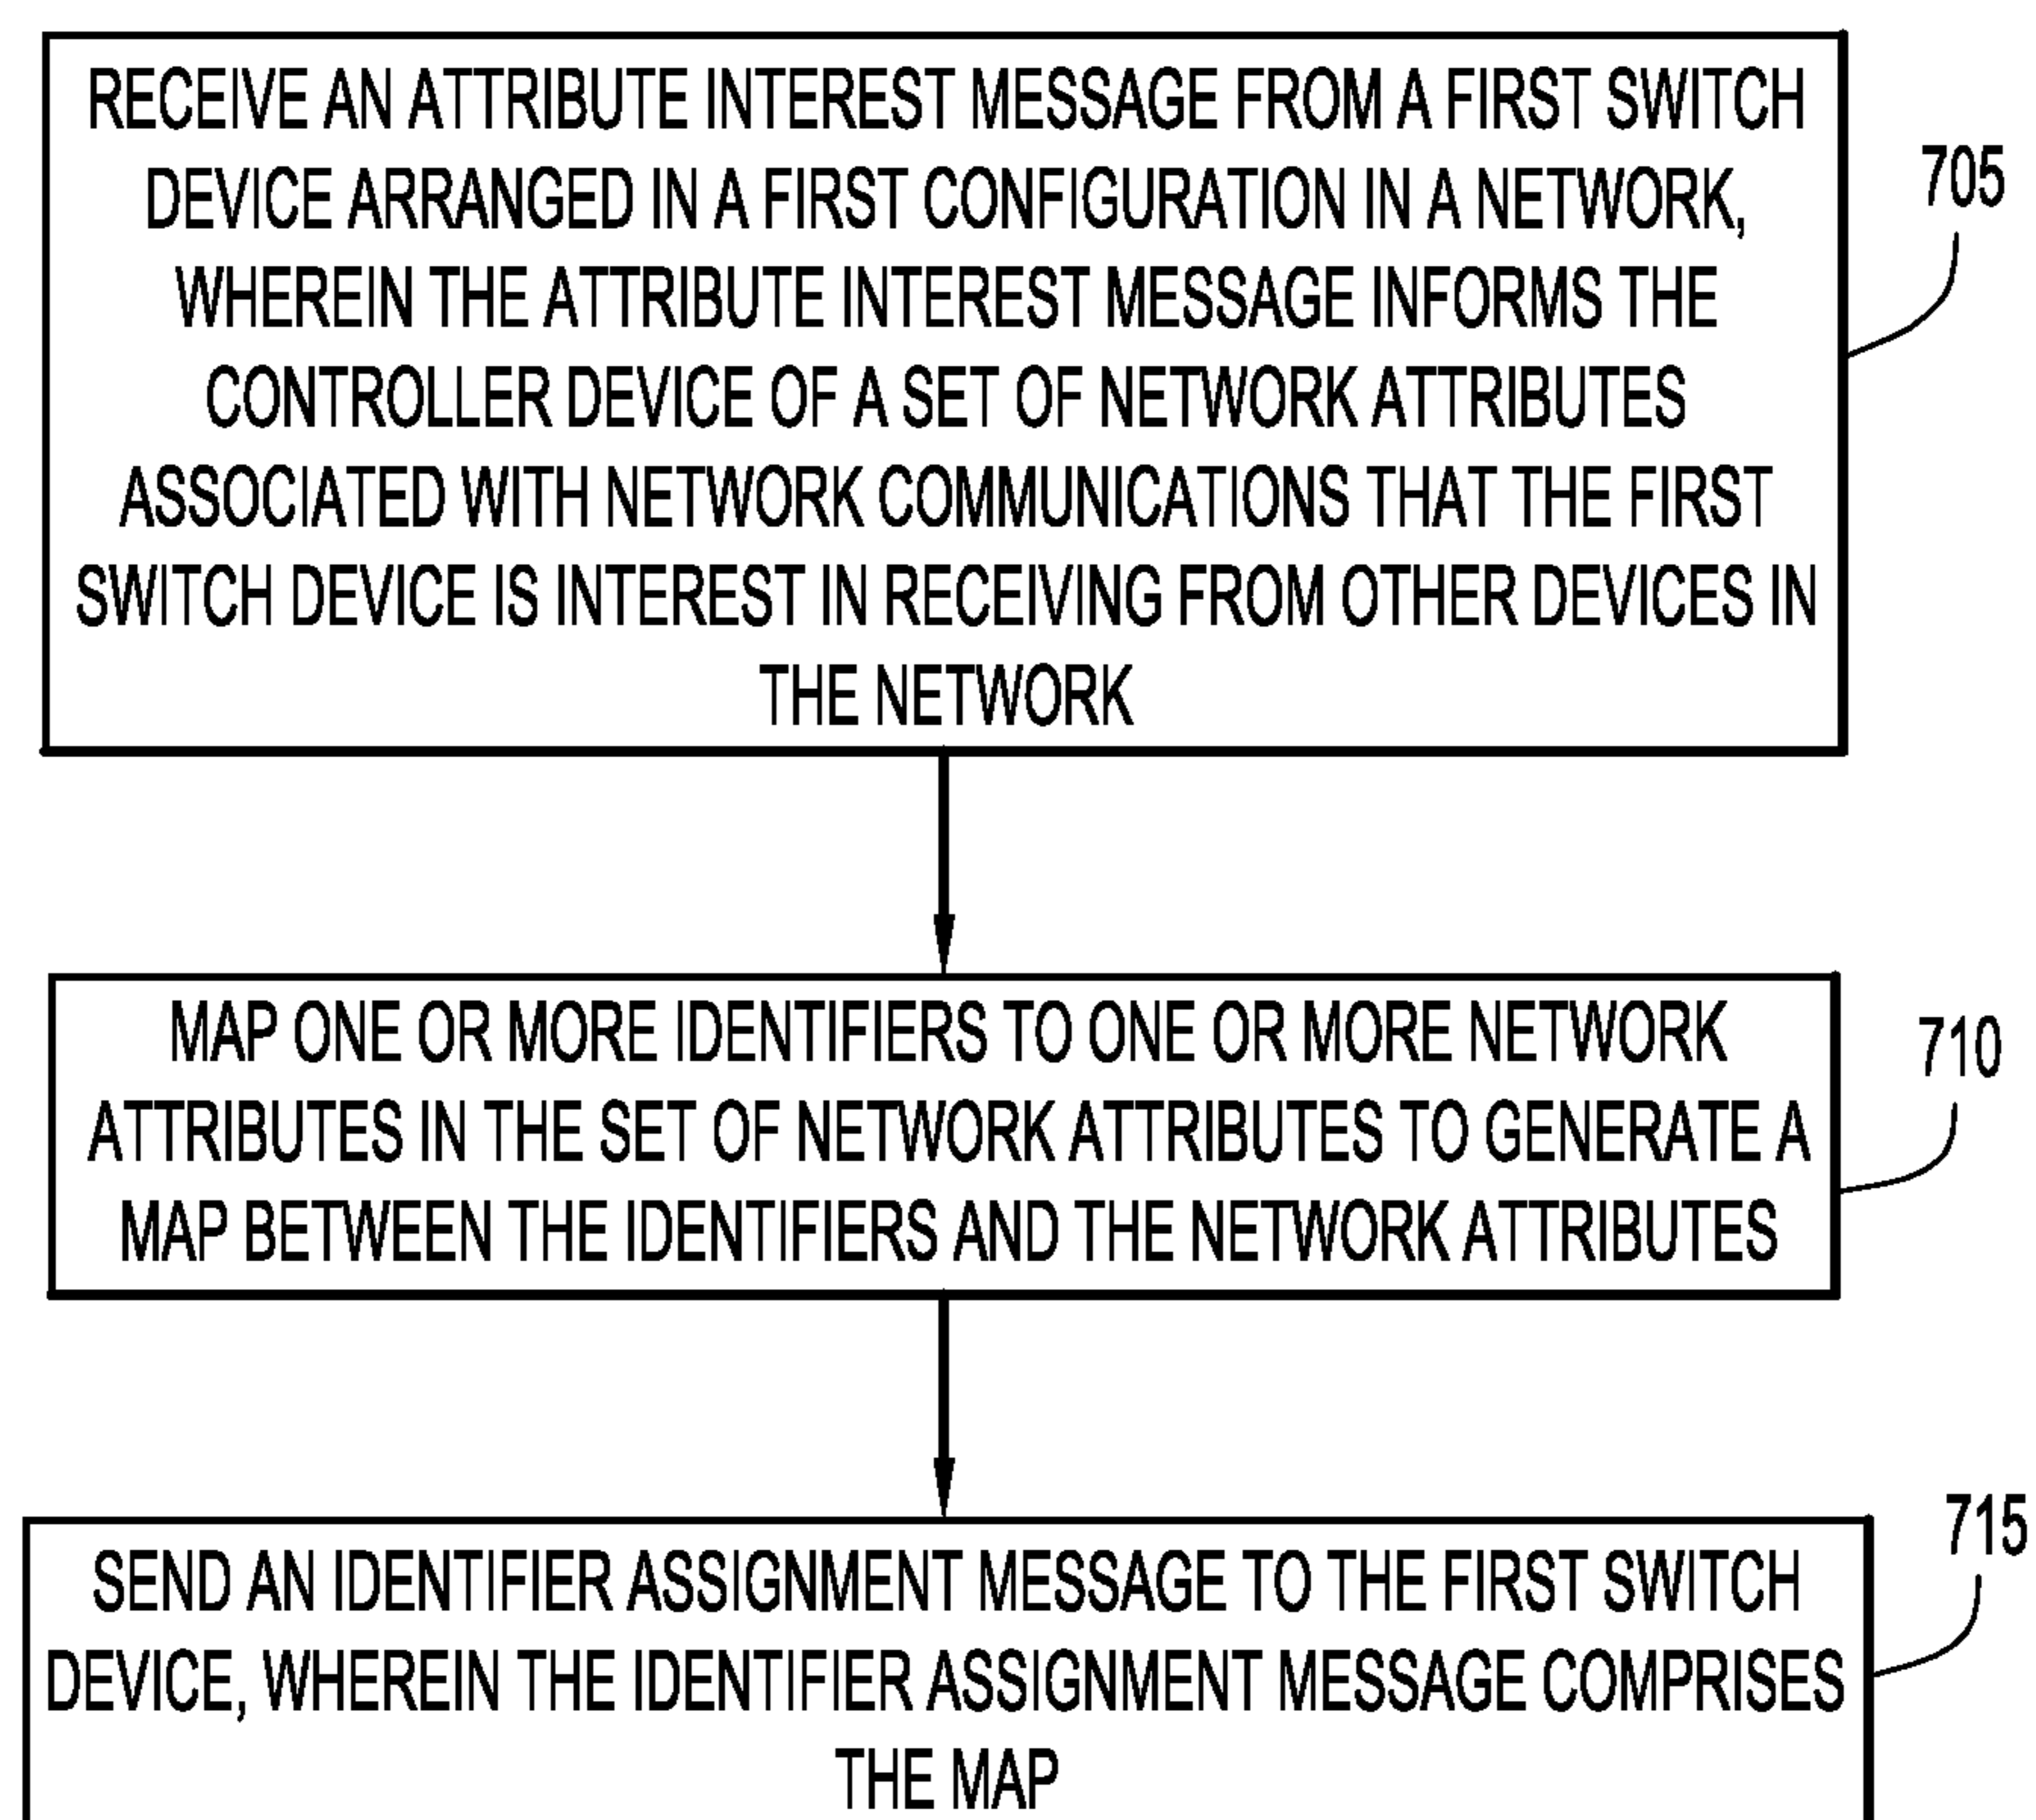 RECEIVE AN ATTRIBUTE INTEREST MESSAGE FROM A FIRST SWITCH
DEVICE ARRANGED IN A FIRST CONFIGURATION IN A NETWORK,
WHEREIN THE ATTRIBUTE INTEREST MESSAGE INFORMS THE
CONTROLLER DEVICE OF A SET OF NETWORK ATTRIBUTES
ASSOCIATED WITH NETWORK COMMUNICATIONS THAT THE FIRST
SWITCH DEVICE IS INTEREST IN RECEIVING FROM OTHER DEVICES IN
THE NETWORK
705
MAP ONE OR MORE IDENTIFIERS TO ONE OR MORE NETWORK
ATTRIBUTES IN THE SET OF NETWORK ATTRIBUTES TO GENERATE A
MAP BETWEEN THE IDENTIFIERS AND THE NETWORK ATTRIBUTES
710
SEND AN IDENTIFIER ASSIGNMENT MESSAGE TO THE FIRST SWITCH
DEVICE, WHEREIN THE IDENTIFIER ASSIGNMENT MESSAGE COMPRISES
THE MAP
715